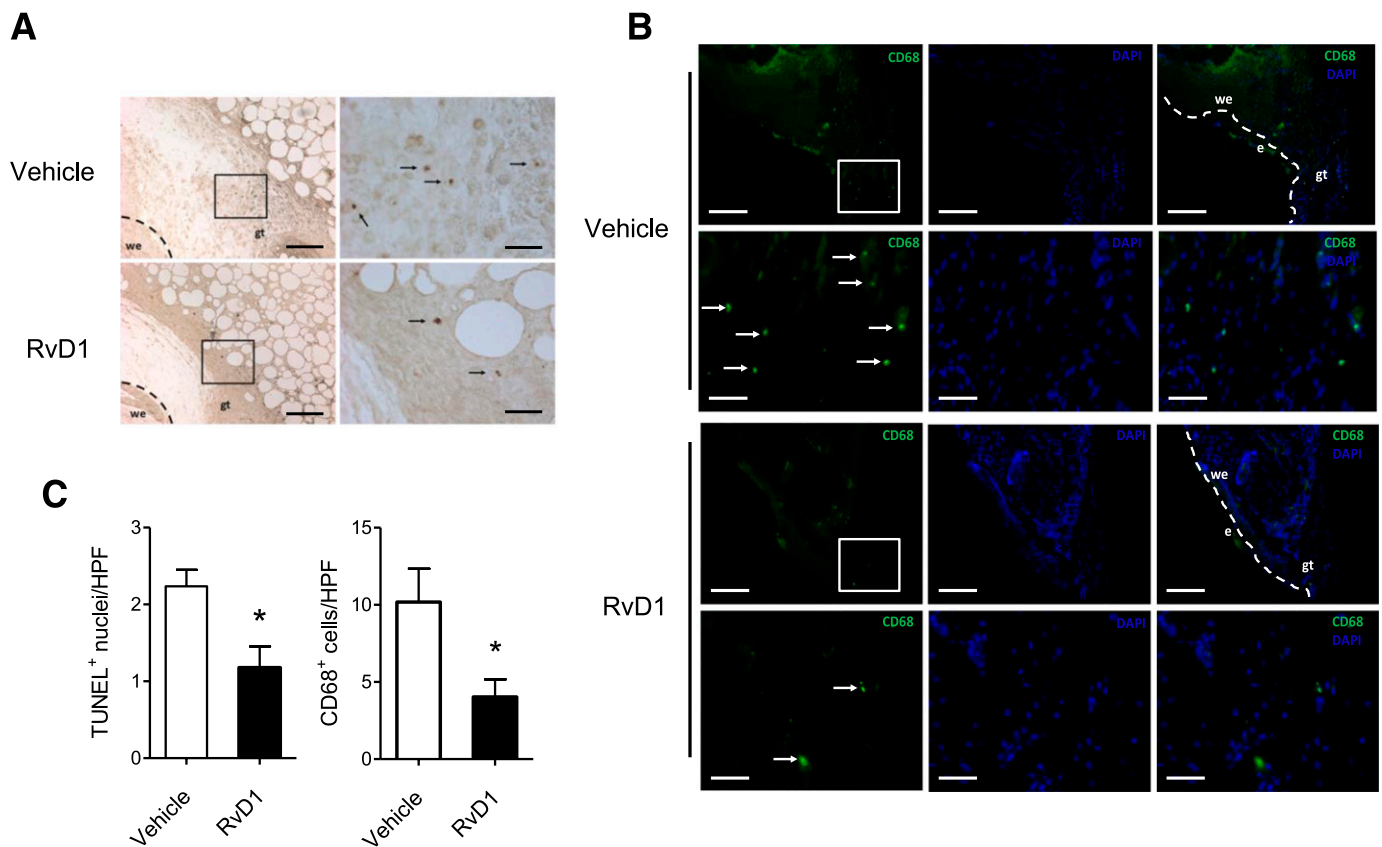 A
Vehicle
we
gt
RvD1
we
gt
B
Vehicle
CD68
DAPI
CD68
DAPI
we
e
gt
CD68
DAPI
CD68
DAPI
RvD1
CD68
DAPI
CD68
DAPI
we
e
gt
CD68
DAPI
CD68
DAPI
C
TUNEL⁺ nuclei/HPF
3
2
1
0
*
Vehicle
RvD1
CD68⁺ cells/HPF
15
10
5
0
*
Vehicle
RvD1